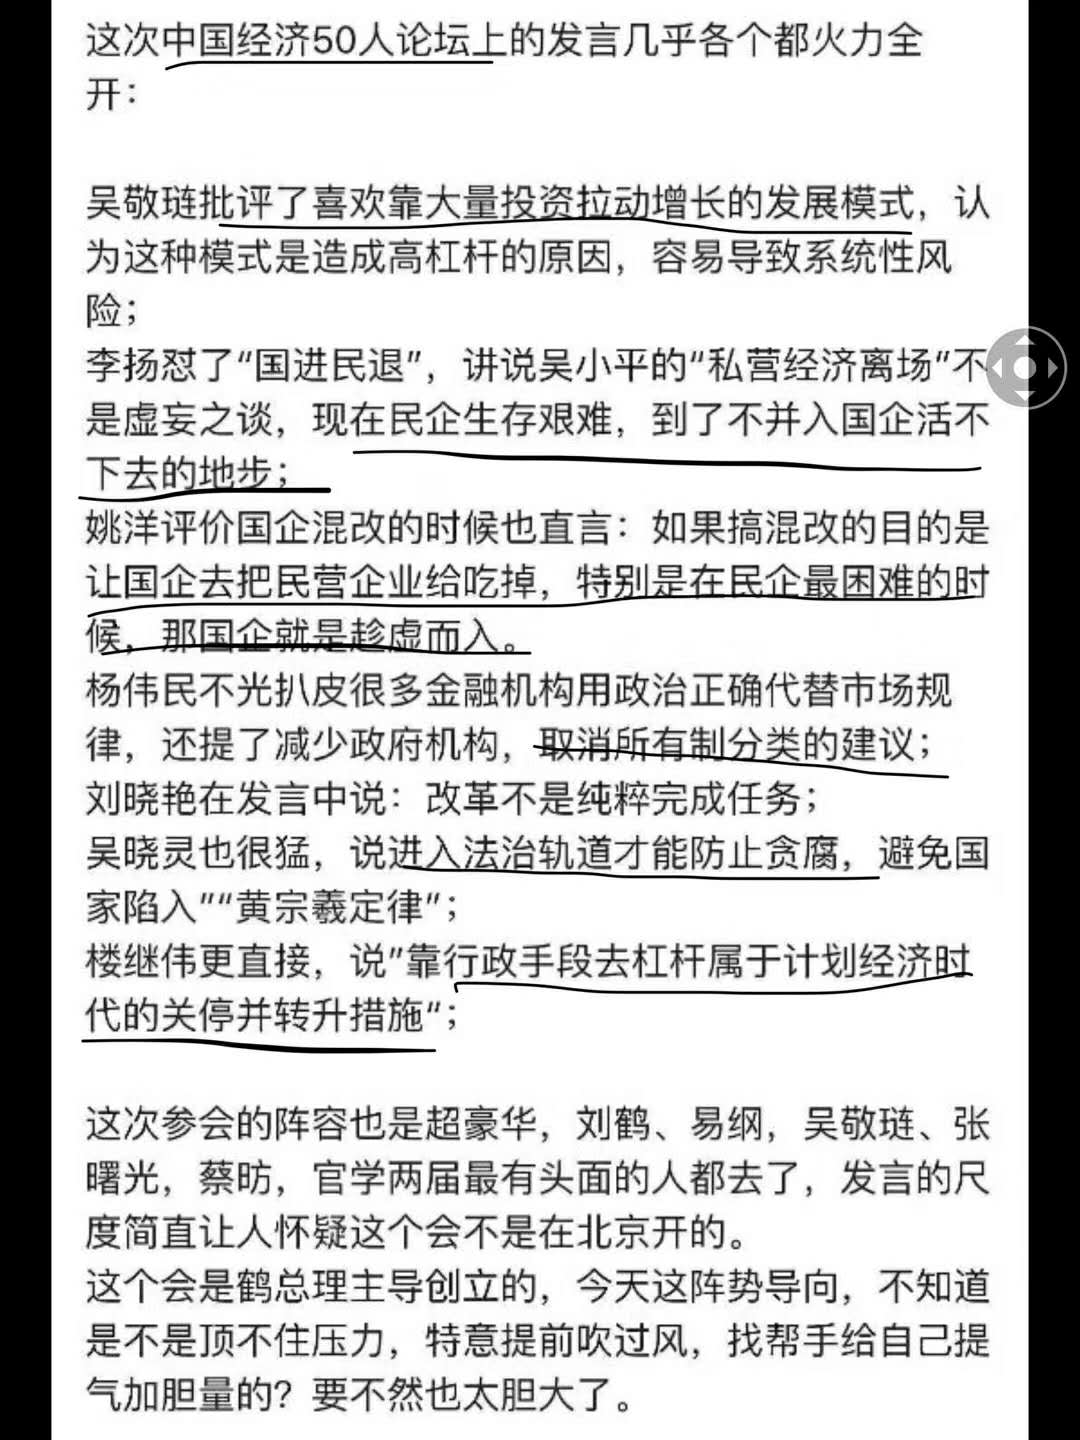 这次中国经济50人论坛上的发言几乎各个都火力全
开：
吴敬琏批评了喜欢靠大量投资拉动增长的发展模式，认
为这种模式是造成高杠杆的原因，容易导致系统性风
险；
李扬怼了“国进民退”，讲说吴小平的“私营经济离场”不
是虚妄之谈，现在民企生存艰难，到了不并入国企活不
下去的地步；
姚洋评价国企混改的时候也直言：如果搞混改的目的是
让国企去把民营企业给吃掉，特别是在民企最困难的时
候，那国企就是趁虚而入。
杨伟民不光扒皮很多金融机构用政治正确代替市场规
律，还提了减少政府机构，取消所有制分类的建议；
刘晓艳在发言中说：改革不是纯粹完成任务；
吴晓灵也很猛，说进入法治轨道才能防止贪腐，避免国
家陷入”“黄宗羲定律”；
楼继伟更直接，说”靠行政手段去杠杆属于计划经济时
代的关停并转升措施“；
这次参会的阵容也是超豪华，刘鹤、易纲，吴敬琏、张
曙光，蔡昉，官学两届最有头面的人都去了，发言的尺
度简直让人怀疑这个会不是在北京开的。
这个会是鹤总理主导创立的，今天这阵势导向，不知道
是不是顶不住压力，特意提前吹过风，找帮手给自己提
气加胆量的？要不然也太胆大了。